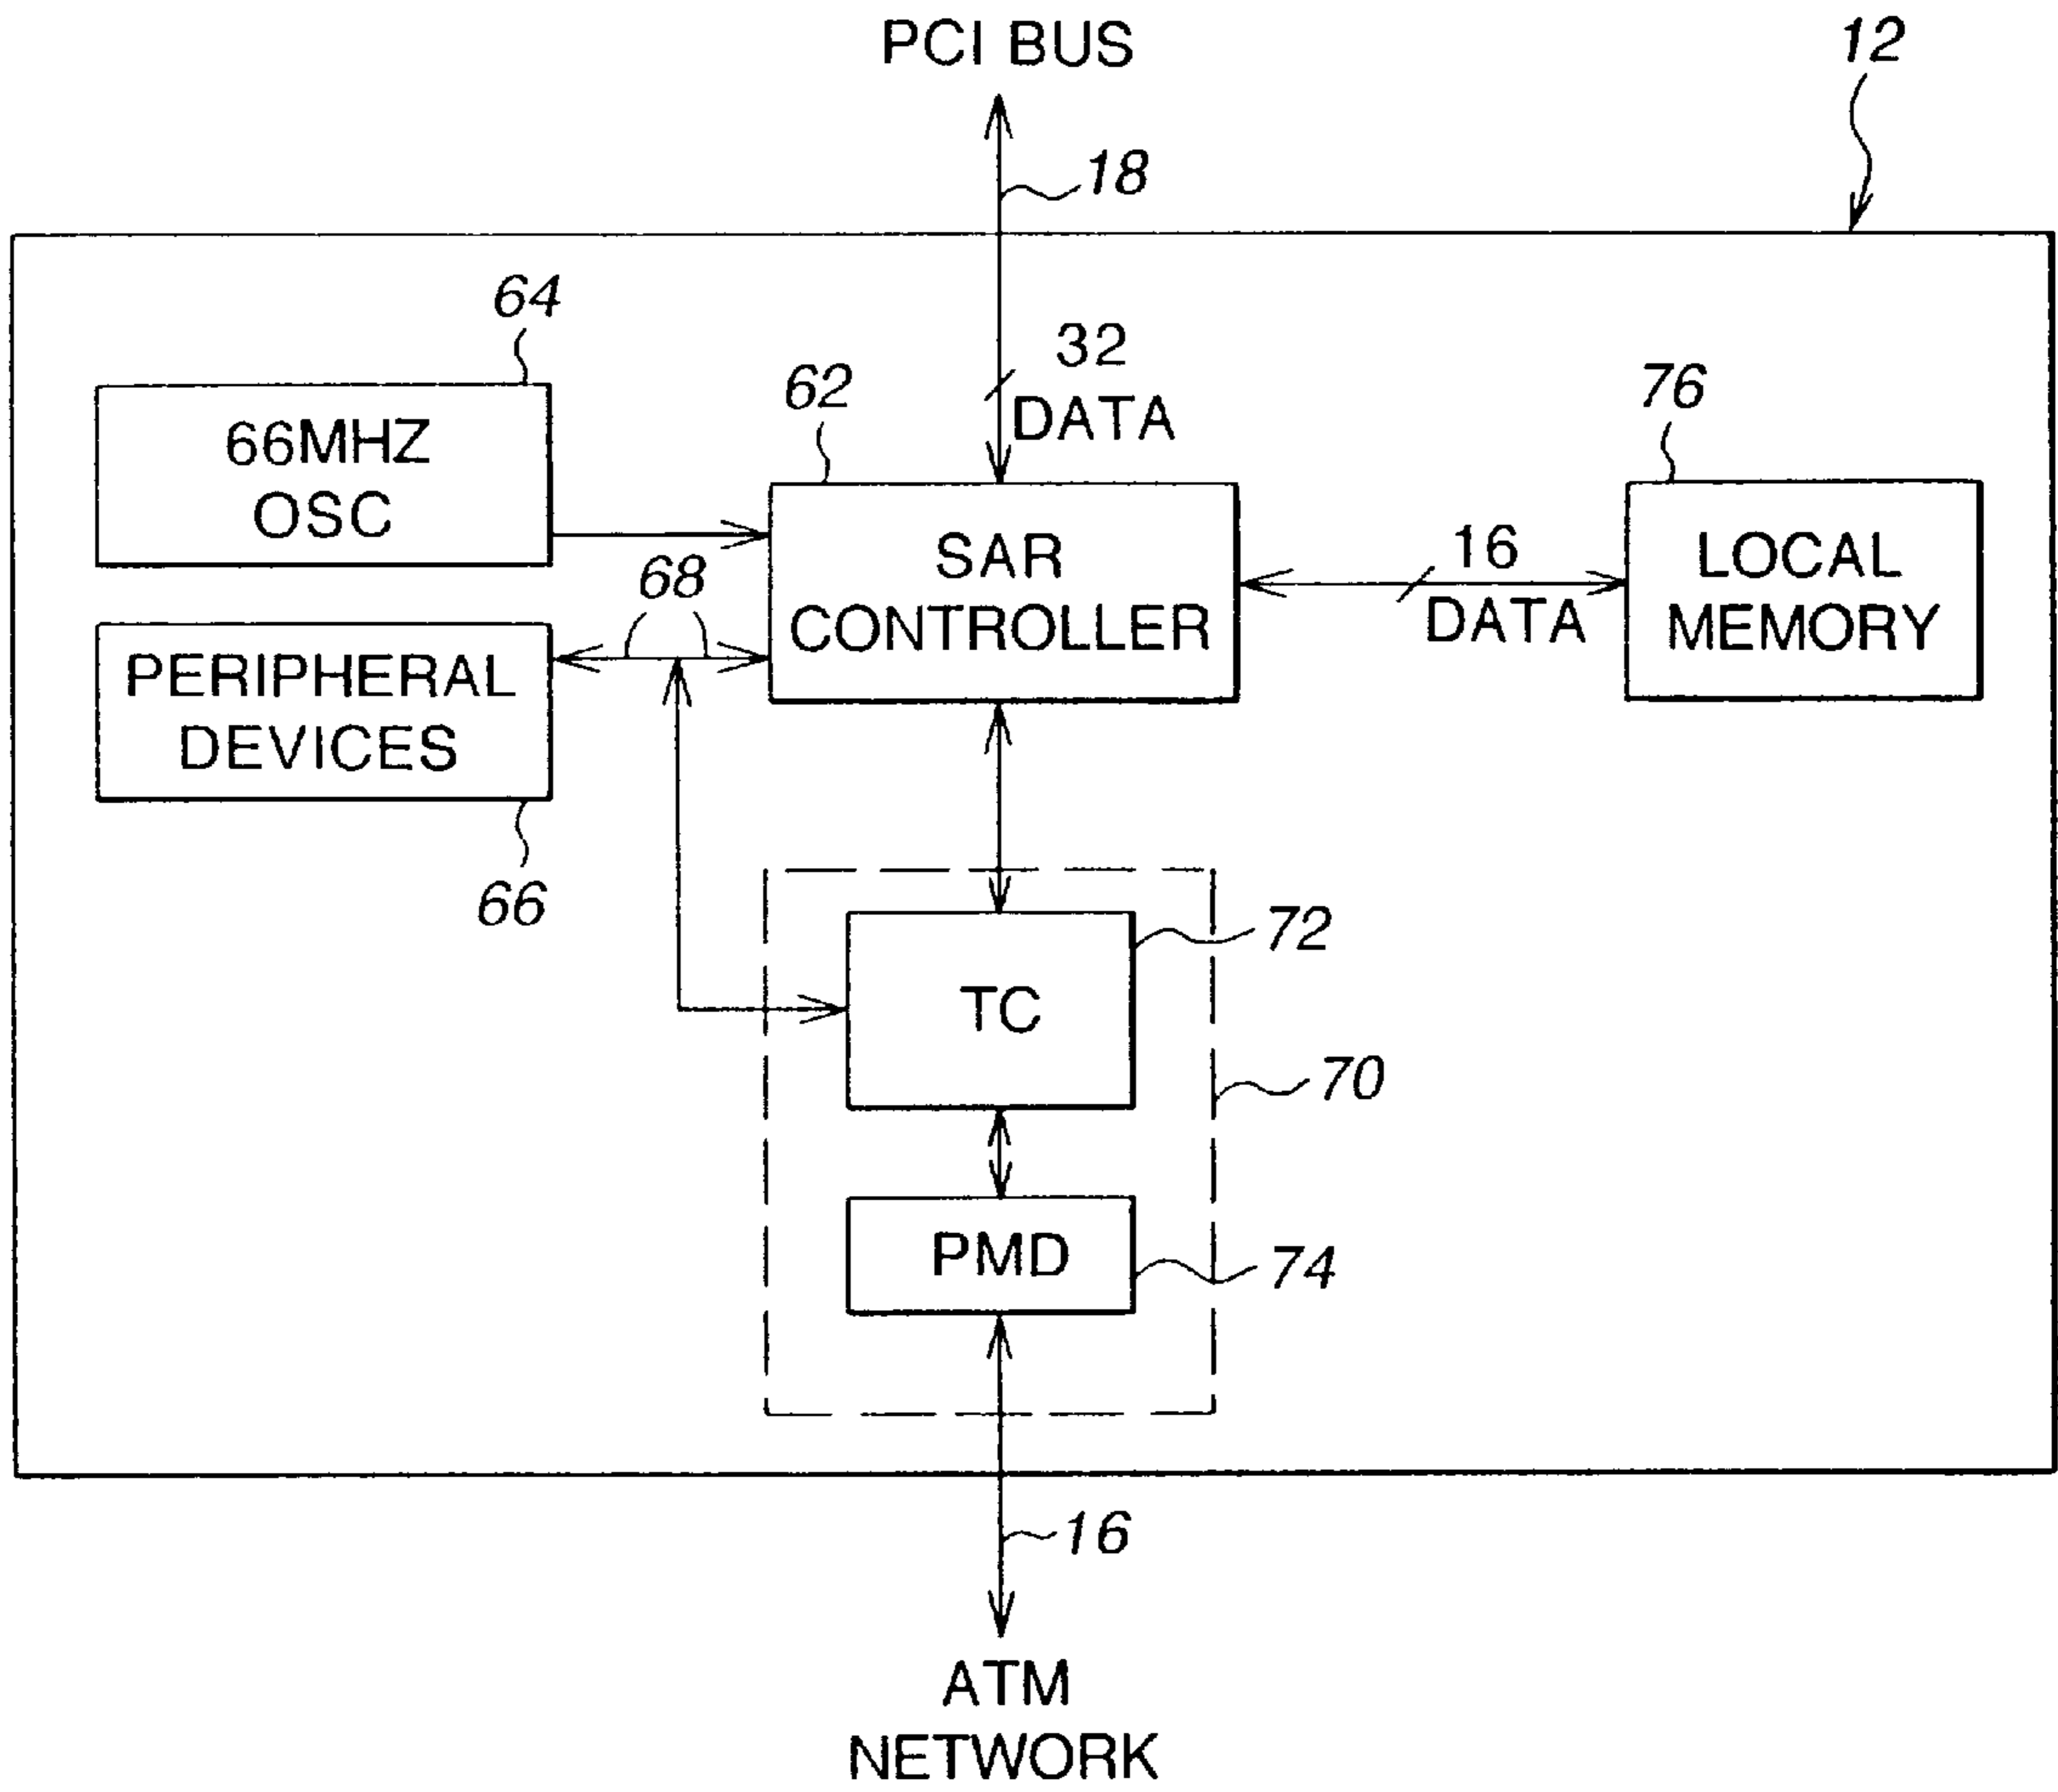 PCI BUS
12
18
64
32
DATA
62
76
66MHZ
OSC
68
SAR
CONTROLLER
16
DATA
LOCAL
MEMORY
PERIPHERAL
DEVICES
66
72
TC
70
PMD
74
16
ATM
NETWORK